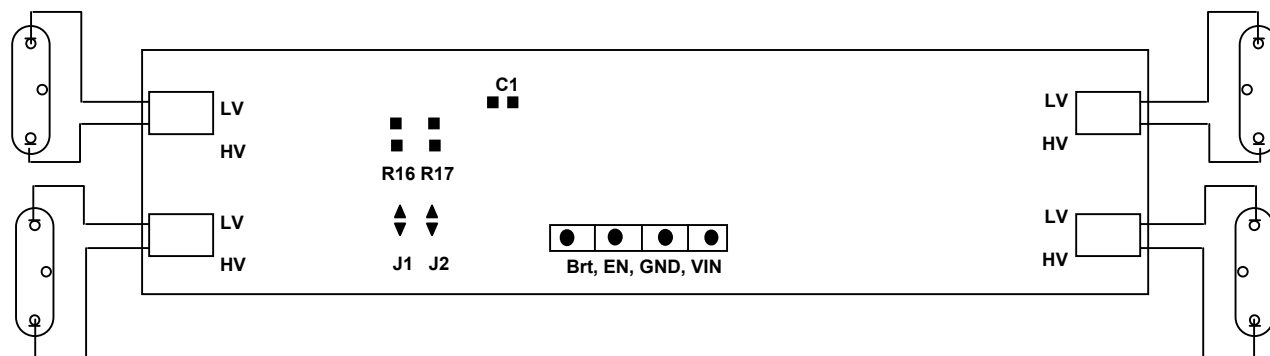 C1
LV
LV
HV
HV
R16 R17
LV
LV
HV
HV
J1 J2
Brt, EN, GND, VIN